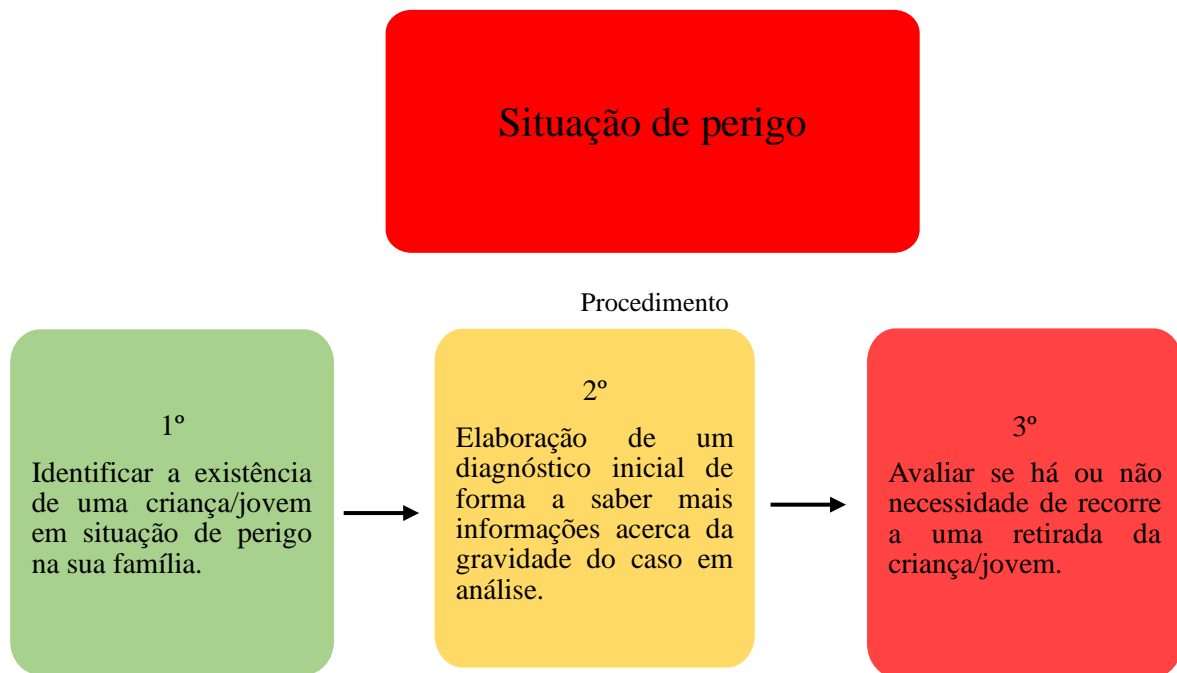 Situação de perigo
Procedimento
1º
Identificar a existência
de uma criança/jovem
em situação de perigo
na sua família.
2º
Elaboração de um
diagnóstico inicial de
forma a saber mais
informações acerca da
gravidade do caso em
análise.
3º
Avaliar se há ou não
necessidade de recorre
a uma retirada da
criança/jovem.